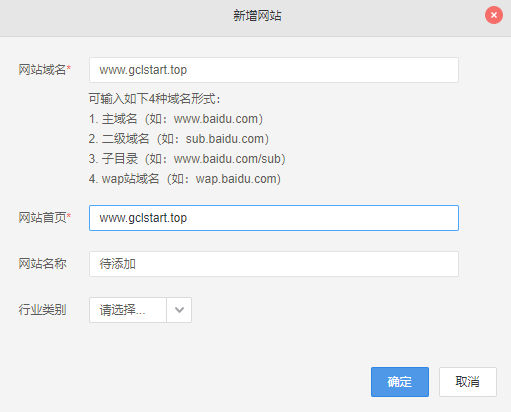 新增网站
网站域名* www.gclstart.top
可输入如下4种域名形式：
1. 主域名（如：www.baidu.com）
2. 二级域名（如：sub.baidu.com）
3. 子目录（如：www.baidu.com/sub）
4. wap站域名（如：wap.baidu.com）
网站首页* www.gclstart.top
网站名称 待添加
行业类别 请选择...
确定 取消